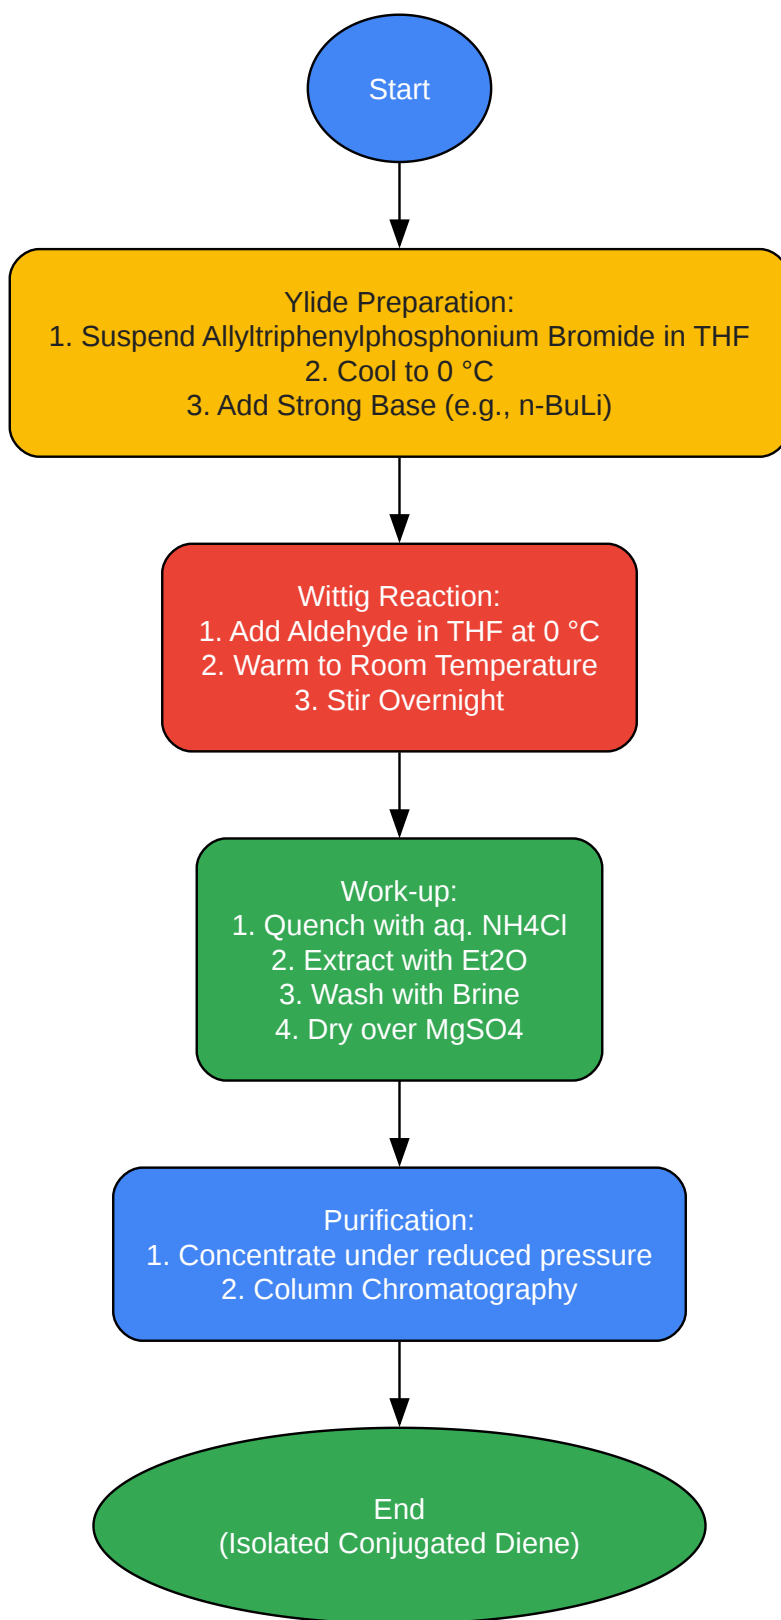 Start
Ylide Preparation:
1. Suspend Allyltriphenylphosphonium Bromide in THF
2. Cool to 0 °C
3. Add Strong Base (e.g., n-BuLi)
Wittig Reaction:
1. Add Aldehyde in THF at 0 °C
2. Warm to Room Temperature
3. Stir Overnight
Work-up:
1. Quench with aq. NH4Cl
2. Extract with Et2O
3. Wash with Brine
4. Dry over MgSO4
Purification:
1. Concentrate under reduced pressure
2. Column Chromatography
End
(Isolated Conjugated Diene)